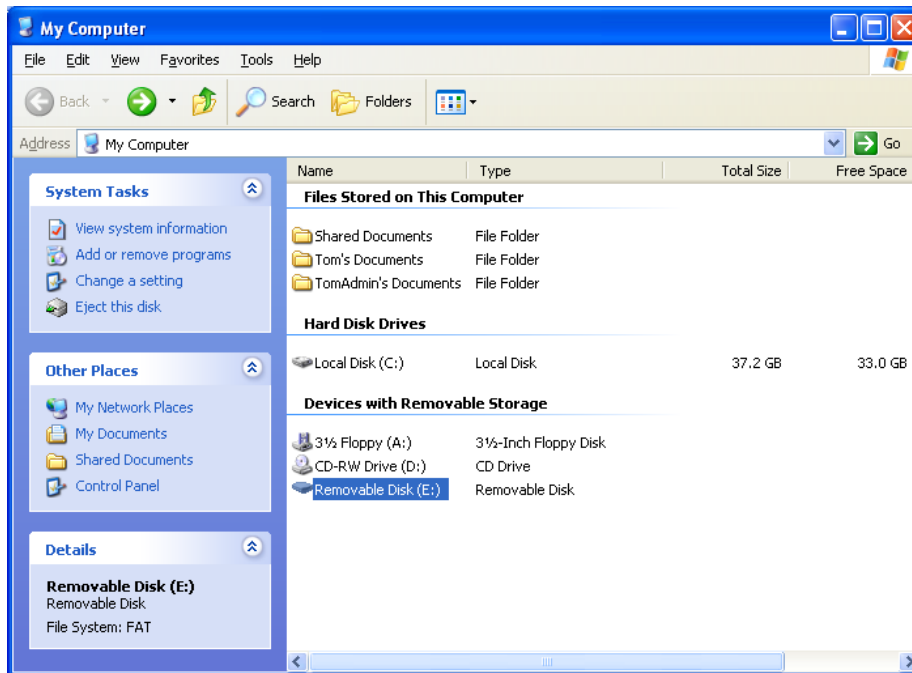 My Computer
File Edit View Favorites Tools Help
Back Search Folders
Address My Computer Go
Name Type Total Size Free Space
System Tasks
View system information
Add or remove programs
Change a setting
Eject this disk
Other Places
My Network Places
My Documents
Shared Documents
Control Panel
Details
Removable Disk (E:)
Removable Disk
File System: FAT
Files Stored on This Computer
Shared Documents File Folder
Tom's Documents File Folder
TomAdmin's Documents File Folder
Hard Disk Drives
Local Disk (C:) Local Disk 37.2 GB 33.0 GB
Devices with Removable Storage
3½ Floppy (A:) 3½-Inch Floppy Disk
CD-RW Drive (D:) CD Drive
Removable Disk (E:) Removable Disk